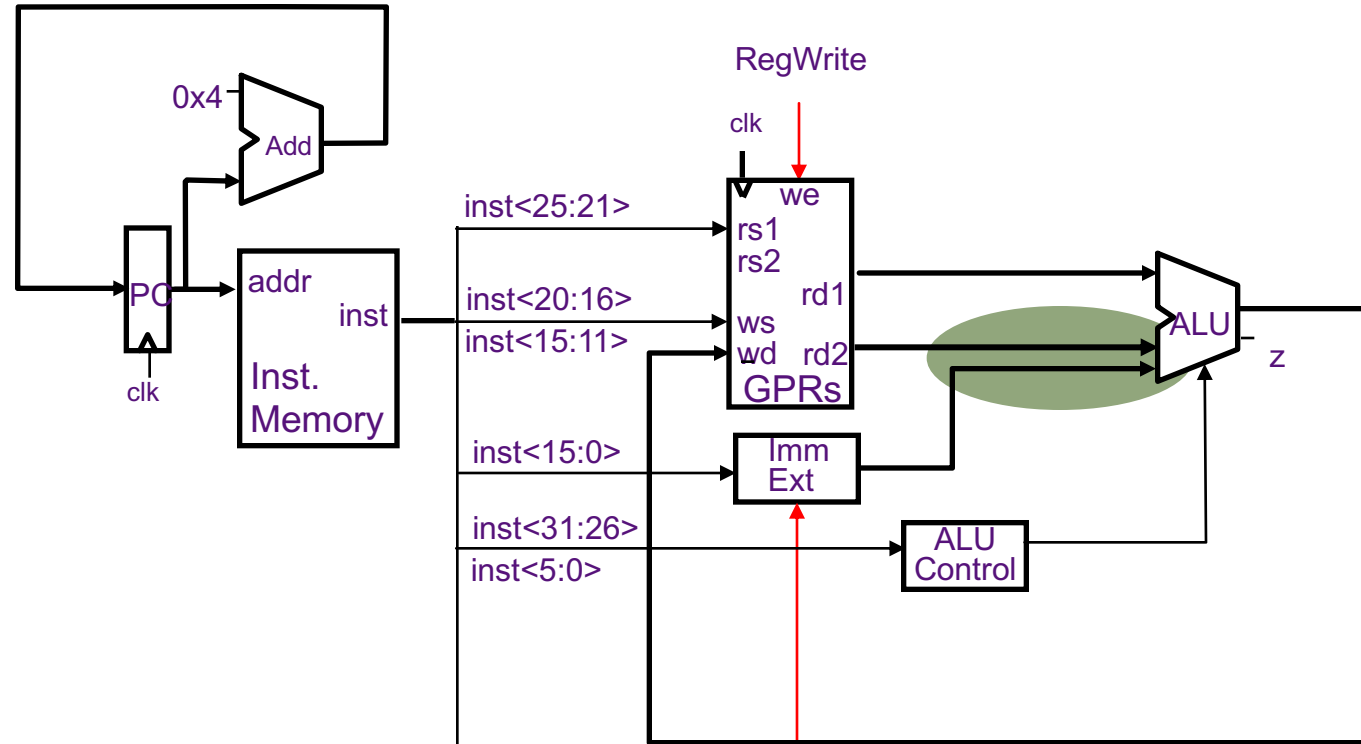 RegWrite
0x4
clk
Add
we
inst<25:21>
rs1
rs2
PC
addr
inst
inst<20:16>
rd1
ws
ALU
inst<15:11>
wd
rd2
z
clk
Inst.
Memory
GPRs
inst<15:0>
Imm
Ext
inst<31:26>
ALU
Control
inst<5:0>